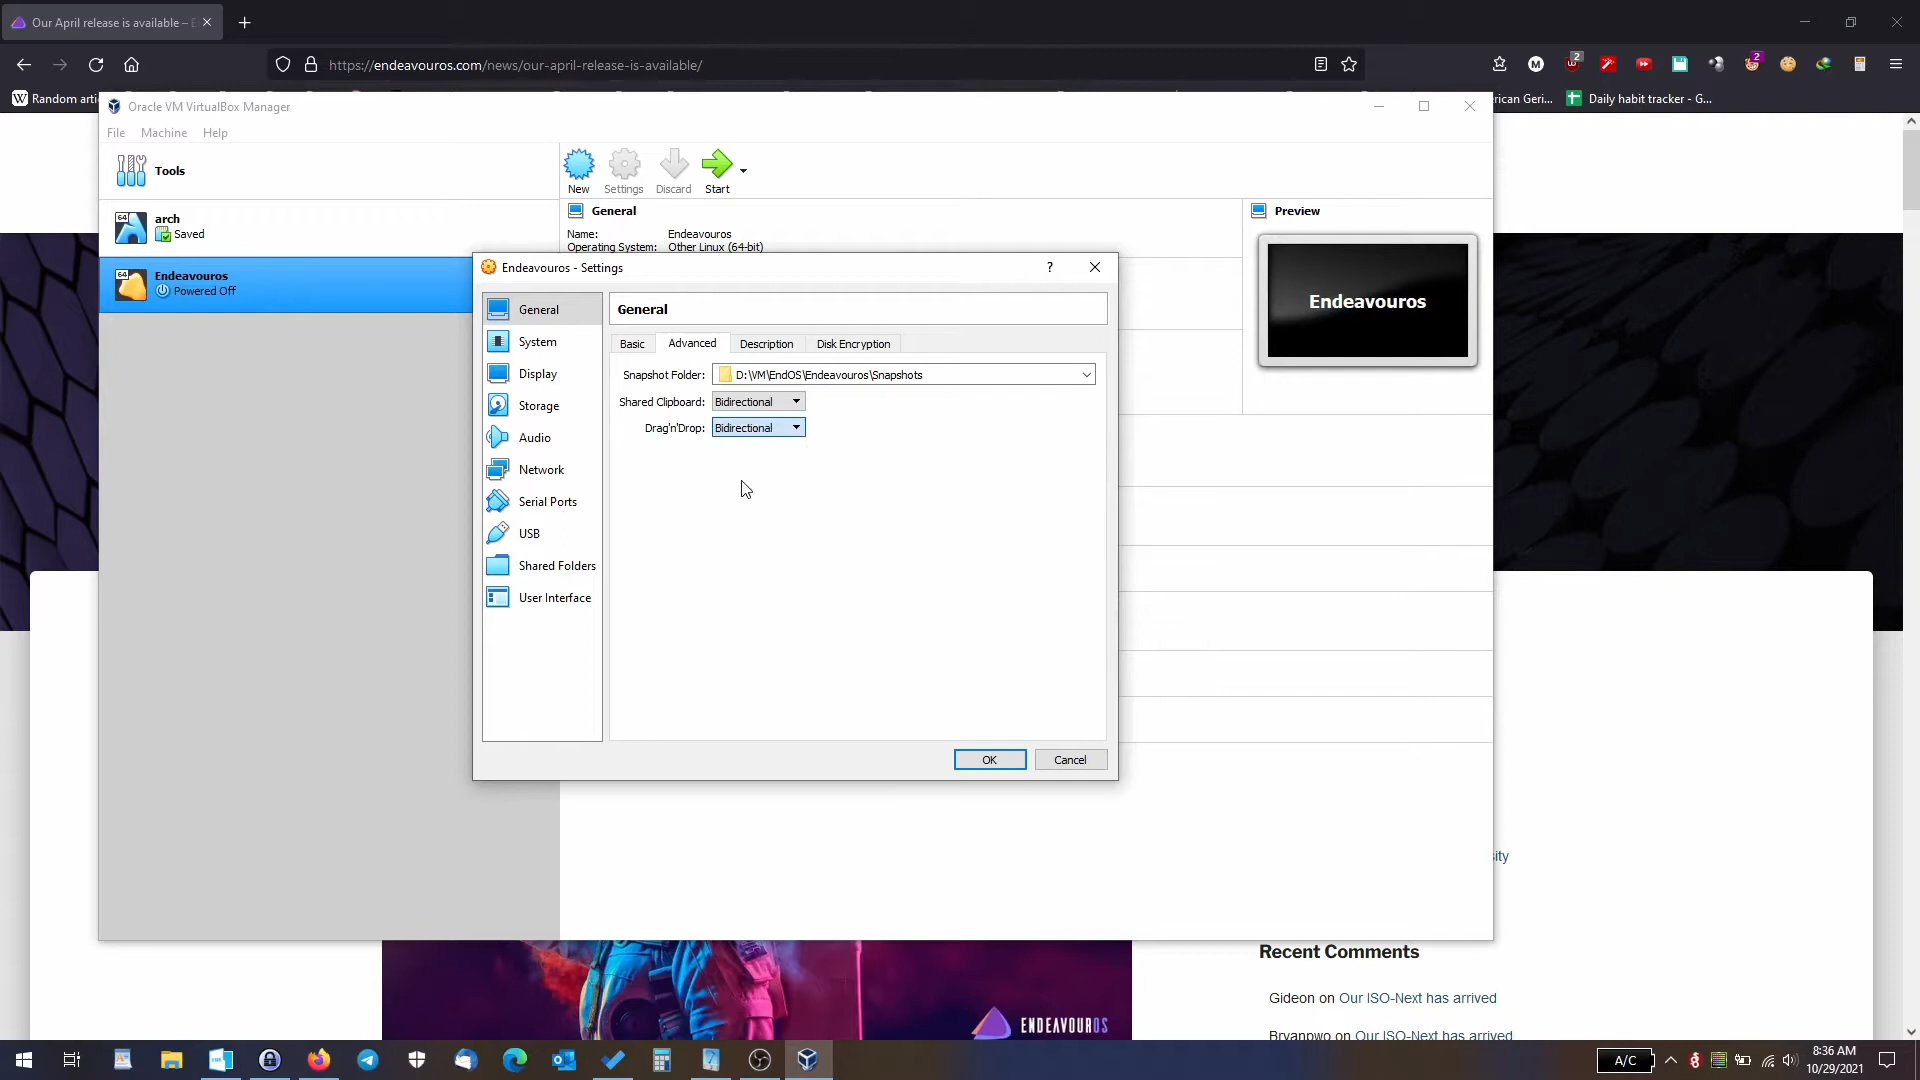 Our April release is available – E
https://endeavouros.com/news/our-april-release-is-available/
2
2
Random arti
rican Geri...
Daily habit tracker - G...
Oracle VM VirtualBox Manager
File
Machine
Help
Tools
New
Settings
Discard
Start
64
arch
Saved
64
Endeavouros
Powered Off
General
Name:
Endeavouros
Operating System:
Other Linux (64-bit)
Preview
Endeavouros
Endeavouros - Settings
?
General
System
Display
Storage
Audio
Network
Serial Ports
USB
Shared Folders
User Interface
General
Basic
Advanced
Description
Disk Encryption
Snapshot Folder:
D:\VM\EndOS\Endeavouros\Snapshots
Shared Clipboard:
Bidirectional
Drag'n'Drop:
Bidirectional
OK
Cancel
sity
Recent Comments
Gideon on Our ISO-Next has arrived
Bryanpwo on Our ISO-Next has arrived
ENDEAVOUROS
A/C
8:36 AM
10/29/2021